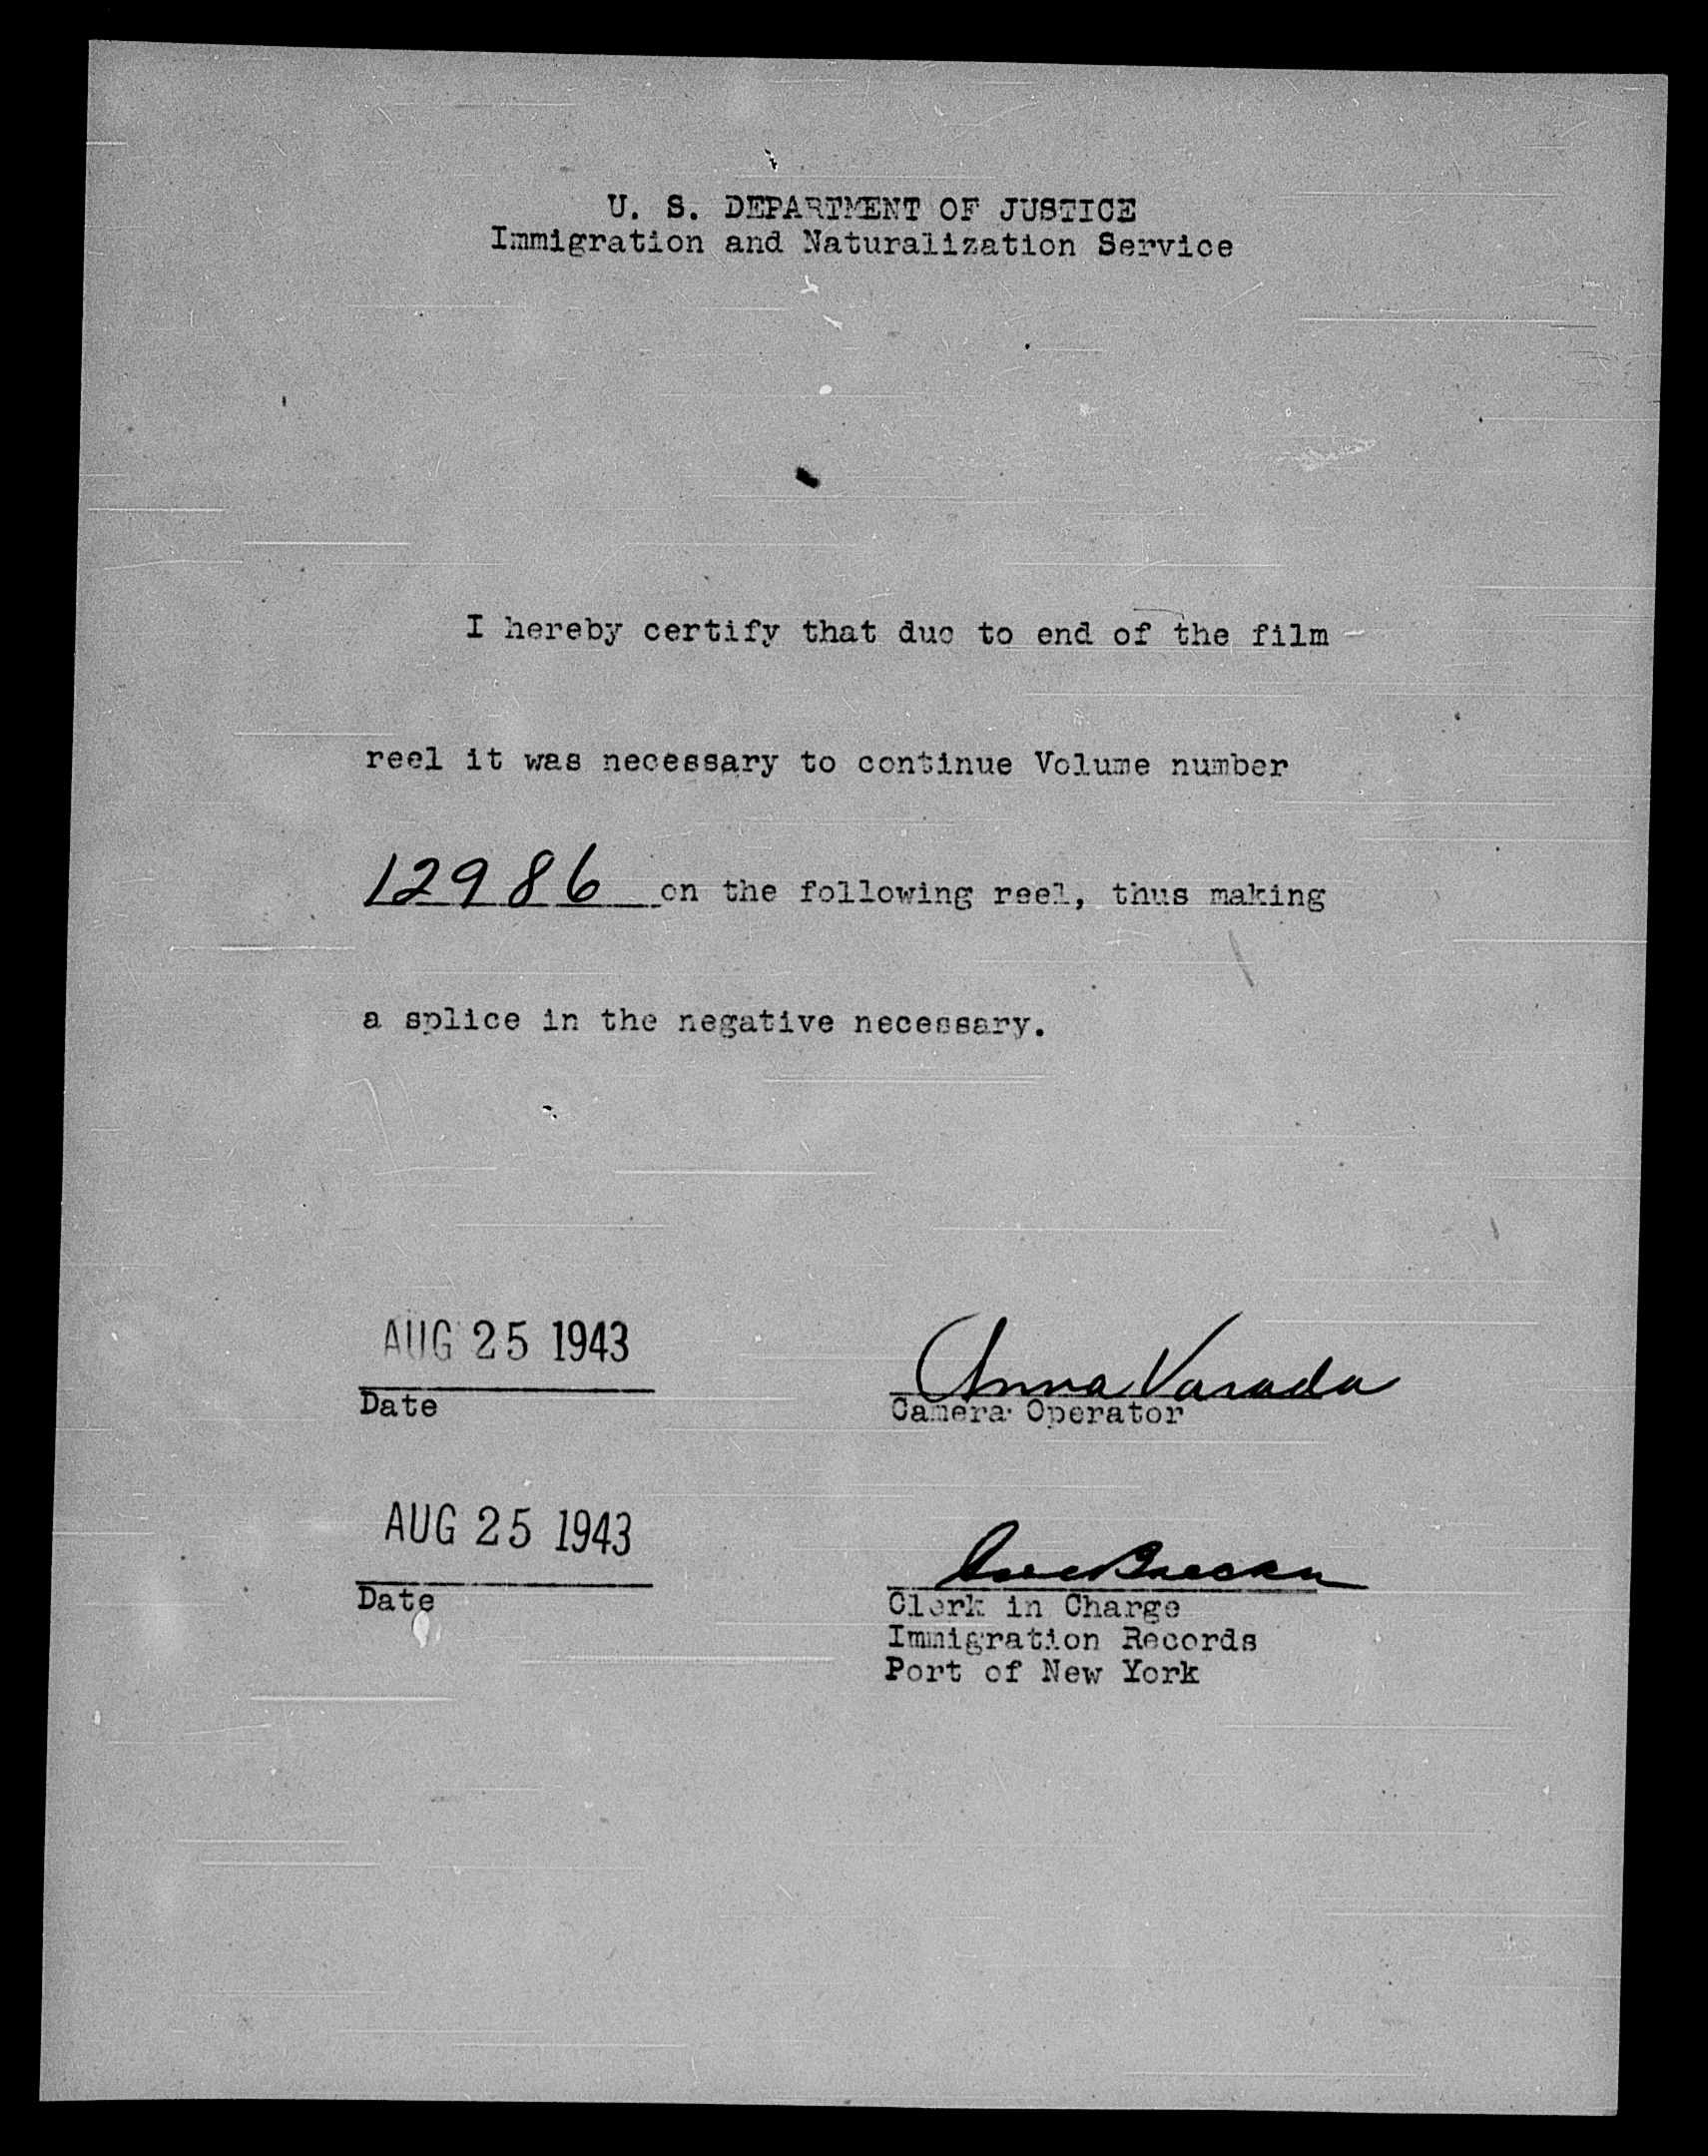 U. S. DEPARTMENT OF JUSTICE
Immigration and Naturalization Service
I hereby certify that due to end of the film
reel it was necessary to continue Volume number
12986 on the following reel, thus making
a splice in the negative necessary.
AUG 25 1943
Anna Varada
Date
Camera Operator
AUG 25 1943
Date
Clerk in Charge
Immigration Records
Port of New York